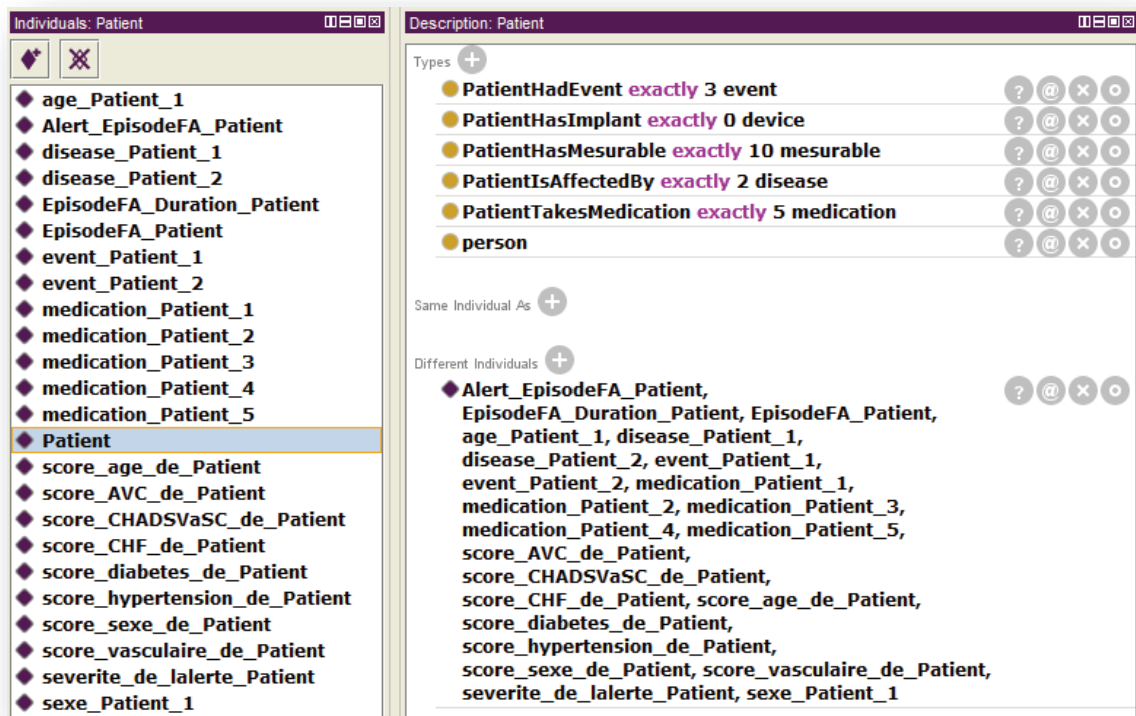 Individuals: Patient
age_Patient_1
Alert_EpisodeFA_Patient
disease_Patient_1
disease_Patient_2
EpisodeFA_Duration_Patient
EpisodeFA_Patient
event_Patient_1
event_Patient_2
medication_Patient_1
medication_Patient_2
medication_Patient_3
medication_Patient_4
medication_Patient_5
Patient
score_age_de_Patient
score_AVC_de_Patient
score_CHADSVaSC_de_Patient
score_CHF_de_Patient
score_diabetes_de_Patient
score_hypertension_de_Patient
score_sexe_de_Patient
score_vasculaire_de_Patient
severite_de_lalerte_Patient
sexe_Patient_1
Description: Patient
Types
PatientHadEvent exactly 3 event
PatientHasImplant exactly 0 device
PatientHasMesurable exactly 10 mesurable
PatientIsAffectedBy exactly 2 disease
PatientTakesMedication exactly 5 medication
person
Same Individual As
Different Individuals
Alert_EpisodeFA_Patient,
EpisodeFA_Duration_Patient, EpisodeFA_Patient,
age_Patient_1, disease_Patient_1,
disease_Patient_2, event_Patient_1,
event_Patient_2, medication_Patient_1,
medication_Patient_2, medication_Patient_3,
medication_Patient_4, medication_Patient_5,
score_AVC_de_Patient,
score_CHADSVaSC_de_Patient,
score_CHF_de_Patient, score_age_de_Patient,
score_diabetes_de_Patient,
score_hypertension_de_Patient,
score_sexe_de_Patient, score_vasculaire_de_Patient,
severite_de_lalerte_Patient, sexe_Patient_1